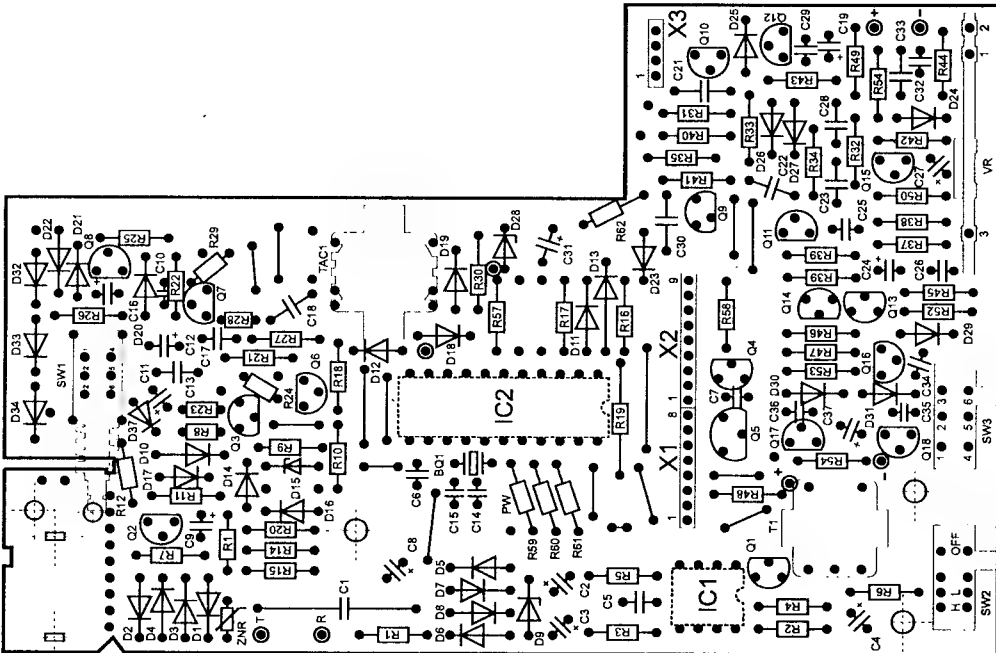 X3
1
Q10
D25
Q12
C29
C19
+
+
-
C33
2
1
C21
R43
R49
R54
C32
R44
D24
R31
R40
R33
D26
D27
C22
R34
C28
R32
R42
R35
R41
Q15
C27
R50
VR
R62
C30
Q9
Q11
C23
C25
R38
R37
3
D32
D22
D21
Q8
R25
R29
D19
D28
C31
D23
R39
R39
C24
C26
R26
C16
C10
R22
D20
Q7
C18
TAC1
R30
R57
R17
D13
D11
R16
R58
Q14
Q13
R45
R52
D33
SW1
C12
C17
R28
R27
R21
D18
D12
9
X2
R46
R47
R53
Q16
D29
D34
C11
C13
R24
Q6
R18
IC2
R19
1
8
C7
Q4
Q5
D30
C36
C37
D31
C34
C35
D37
D10
D17
R23
R8
Q3
R9
R10
X1
1
Q17
R54
Q18
1 2 3
4 5 6
SW3
R12
R11
D14
D15
D16
C6
BQ1
C15
C14
PW
R48
+
-
T1
Q2
R7
C9
R1
R20
R14
R15
C8
R59
R60
R61
Q1
OFF
H L
SW2
D2
D4
D3
D1
ZNR
T
R
C1
R1
D5
D7
D8
D6
D9
C2
C3
R5
C5
R3
IC1
R4
R2
R6
C4